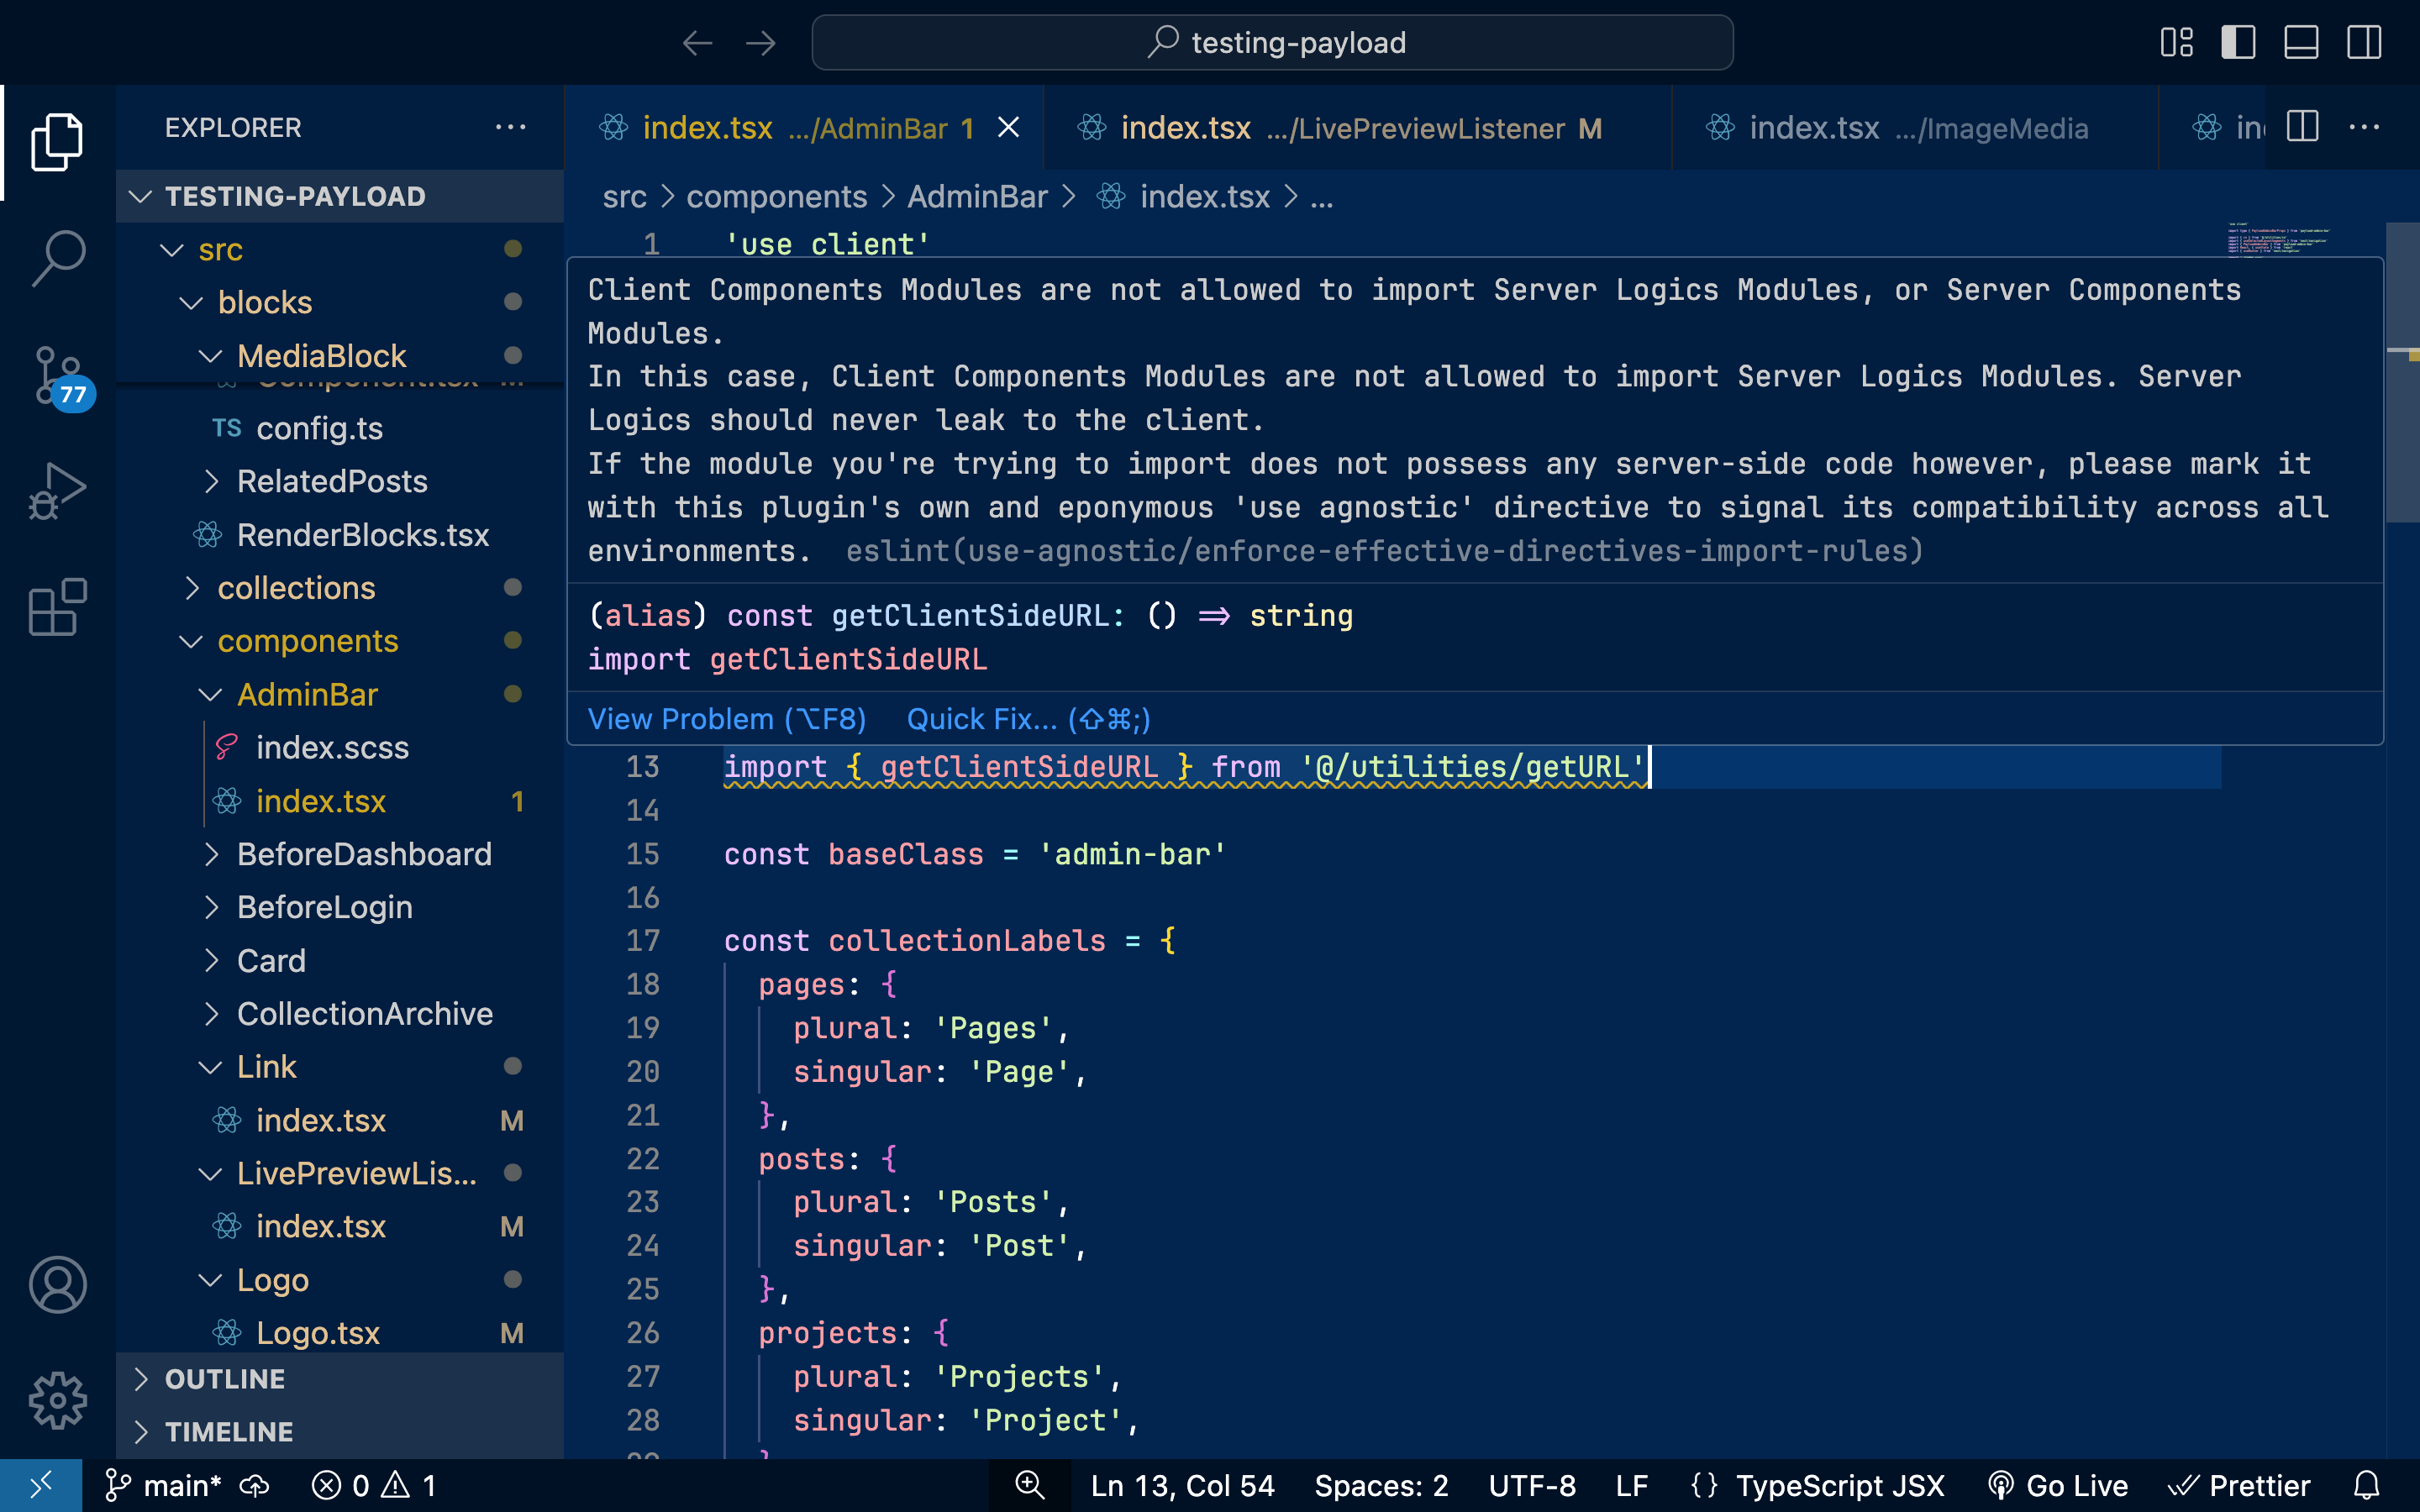 testing-payload
EXPLORER
index.tsx .../AdminBar 1
index.tsx .../LivePreviewListener M
index.tsx .../ImageMedia
TESTING-PAYLOAD
src
blocks
MediaBlock
TS config.ts
RelatedPosts
RenderBlocks.tsx
collections
components
AdminBar
index.scss
index.tsx 1
BeforeDashboard
BeforeLogin
Card
CollectionArchive
Link
index.tsx M
LivePreviewLis...
index.tsx M
Logo
Logo.tsx M
OUTLINE
TIMELINE
77
src > components > AdminBar > index.tsx > ...
1 'use client'
Client Components Modules are not allowed to import Server Logics Modules, or Server Components
Modules.
In this case, Client Components Modules are not allowed to import Server Logics Modules. Server
Logics should never leak to the client.
If the module you're trying to import does not possess any server-side code however, please mark it
with this plugin's own and eponymous 'use agnostic' directive to signal its compatibility across all
environments. eslint(use-agnostic/enforce-effective-directives-import-rules)
(alias) const getClientSideURL: () => string
import getClientSideURL
View Problem (⌥F8) Quick Fix... (⇧⌘;)
13 import { getClientSideURL } from '@/utilities/getURL'
14
15 const baseClass = 'admin-bar'
16
17 const collectionLabels = {
18 pages: {
19 plural: 'Pages',
20 singular: 'Page',
21 },
22 posts: {
23 plural: 'Posts',
24 singular: 'Post',
25 },
26 projects: {
27 plural: 'Projects',
28 singular: 'Project',
main* 0 1 Ln 13, Col 54 Spaces: 2 UTF-8 LF {} TypeScript JSX Go Live Prettier